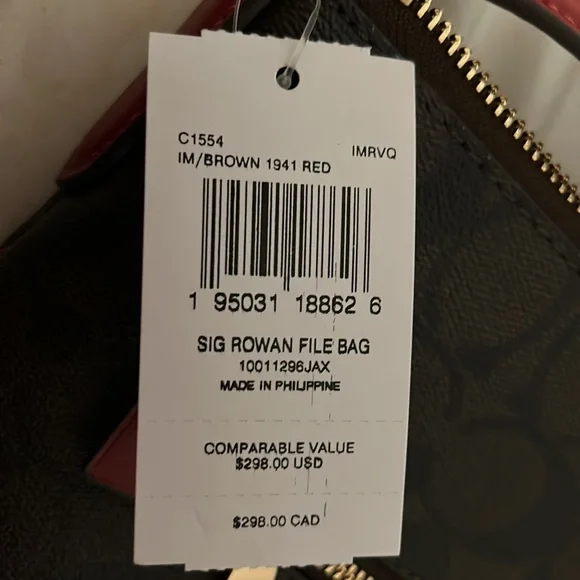 C1554 IMRVQ
IM/BROWN 1941 RED
1 95031 18862 6
SIG ROWAN FILE BAG
10011296JAX
MADE IN PHILIPPINE
COMPARABLE VALUE
$298.00 USD
$298.00 CAD